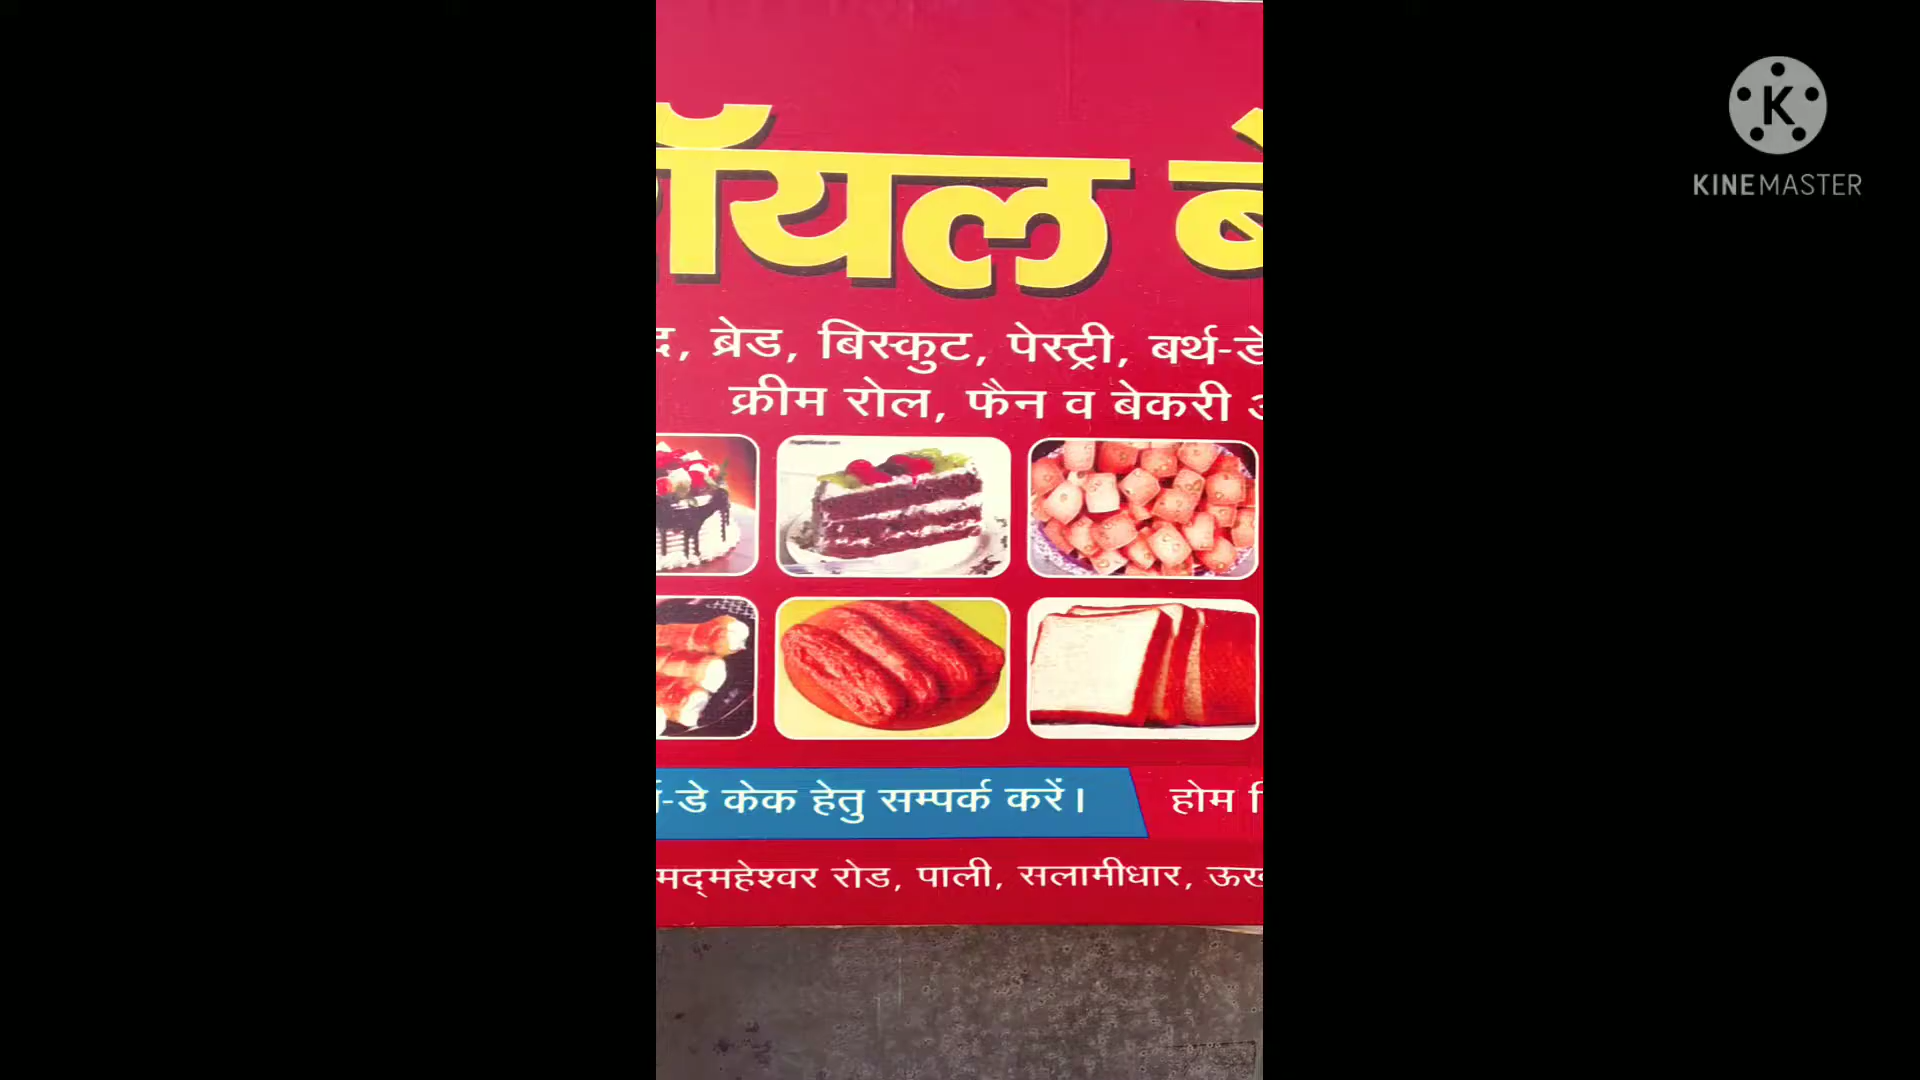 ॉयल बे
ब्रेड, बिस्कुट, पेस्ट्री, बर्थ-डे
क्रीम रोल, फैन व बेकरी
-डे केक हेतु सम्पर्क करें।
होम
मद्महेश्वर रोड, पाली, सलामीधार, ऊख
KINEMASTER